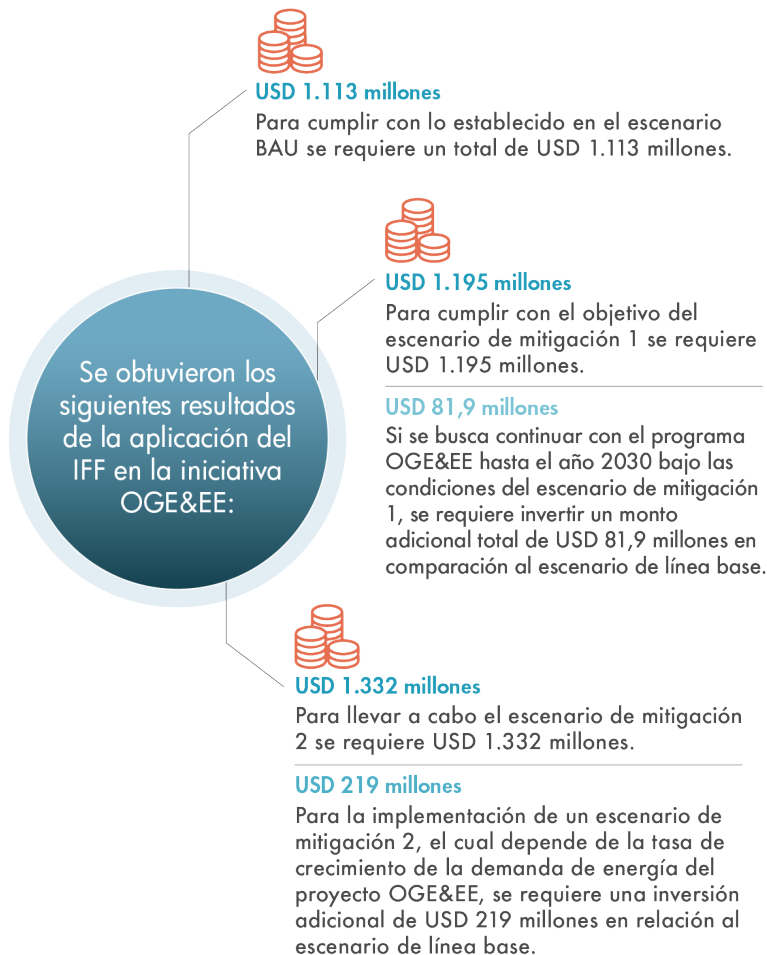 USD 1.113 millones
Para cumplir con lo establecido en el escenario
BAU se requiere un total de USD 1.113 millones.
USD 1.195 millones
Para cumplir con el objetivo del
escenario de mitigación 1 se requiere
USD 1.195 millones.
USD 81,9 millones
Si se busca continuar con el programa
OGE&EE hasta el año 2030 bajo las
condiciones del escenario de mitigación
1, se requiere invertir un monto
adicional total de USD 81,9 millones en
comparación al escenario de línea base.
Se obtuvieron los
siguientes resultados
de la aplicación del
IFF en la iniciativa
OGE&EE:
USD 1.332 millones
Para llevar a cabo el escenario de mitigación
2 se requiere USD 1.332 millones.
USD 219 millones
Para la implementación de un escenario de
mitigación 2, el cual depende de la tasa de
crecimiento de la demanda de energía del
proyecto OGE&EE, se requiere una inversión
adicional de USD 219 millones en relación al
escenario de línea base.